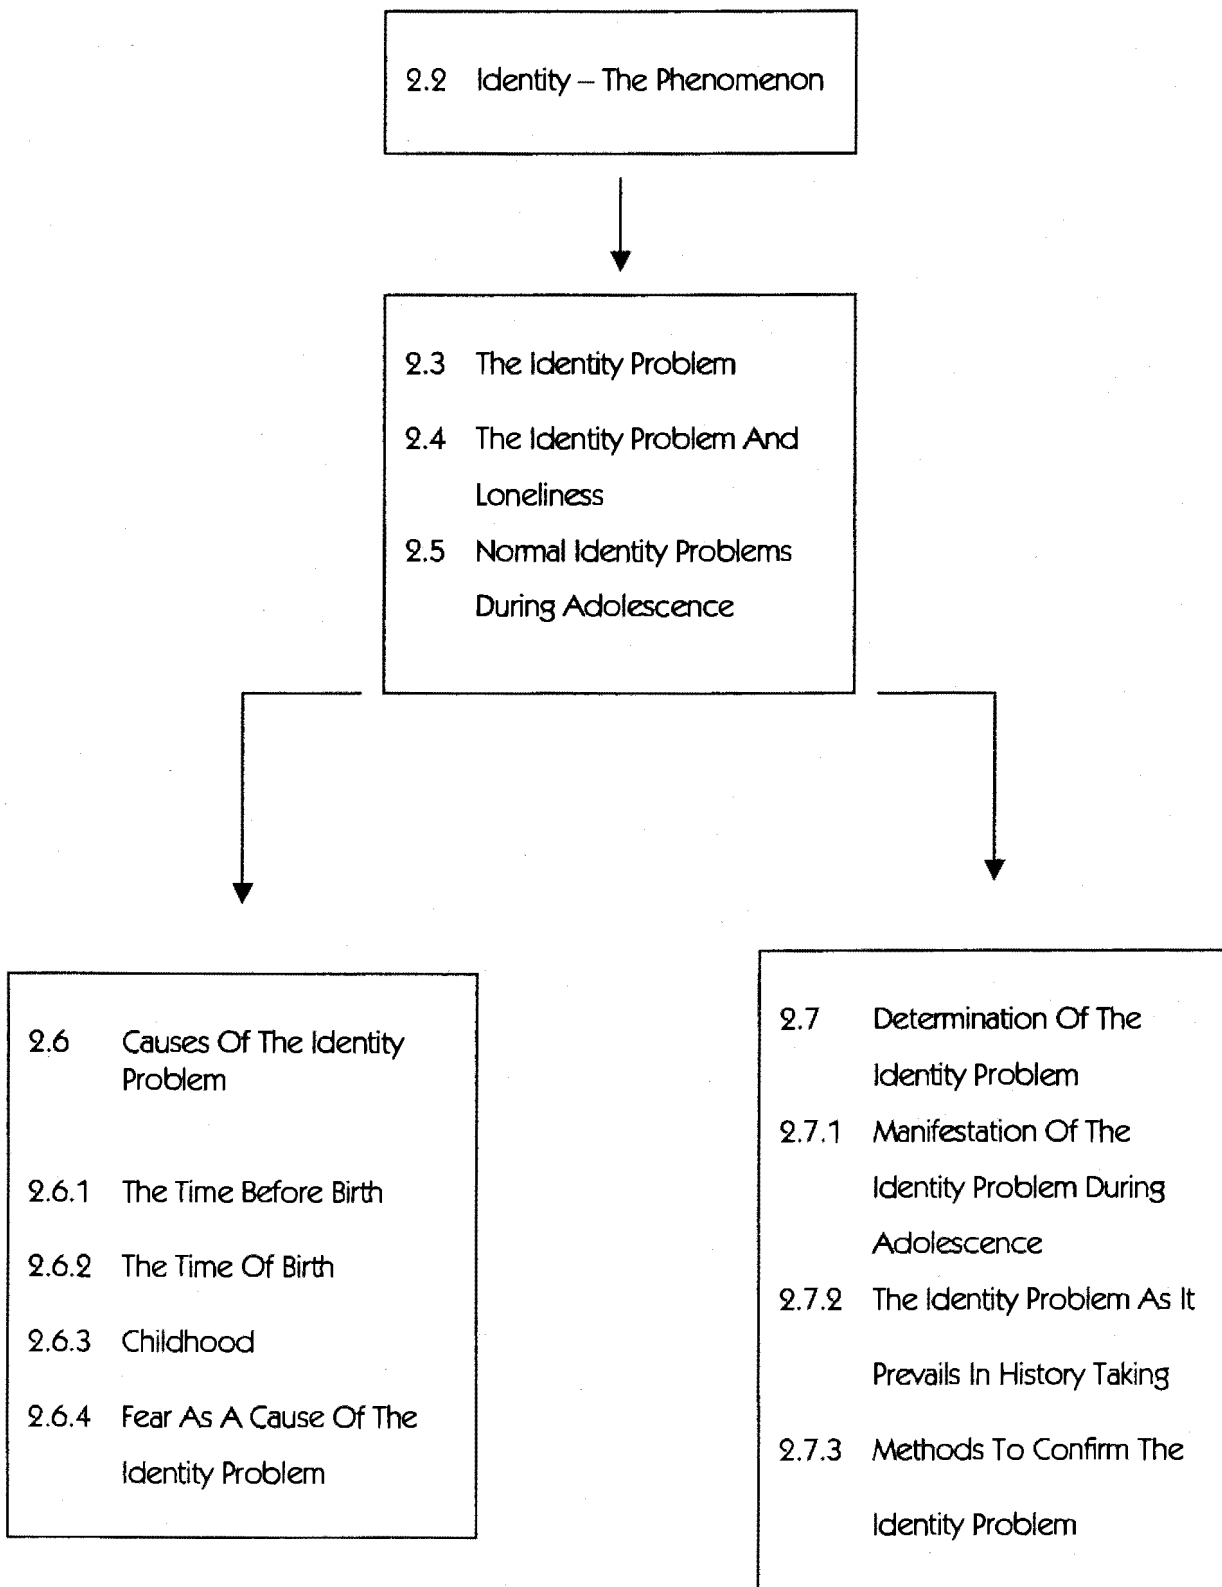 2.2 Identity – The Phenomenon
2.3 The Identity Problem
2.4 The Identity Problem And
Loneliness
2.5 Normal Identity Problems
During Adolescence
2.6 Causes Of The Identity
Problem
2.6.1 The Time Before Birth
2.6.2 The Time Of Birth
2.6.3 Childhood
2.6.4 Fear As A Cause Of The
Identity Problem
2.7 Determination Of The
Identity Problem
2.7.1 Manifestation Of The
Identity Problem During
Adolescence
2.7.2 The Identity Problem As It
Prevails In History Taking
2.7.3 Methods To Confirm The
Identity Problem